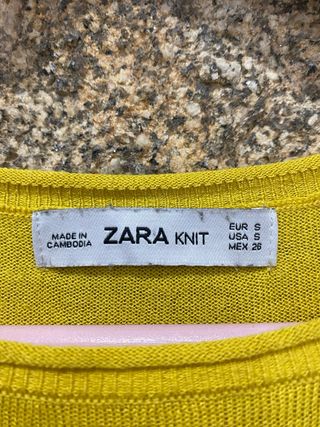 MADE IN
CAMBODIA
ZARA KNIT
EUR S
USA S
MEX 26